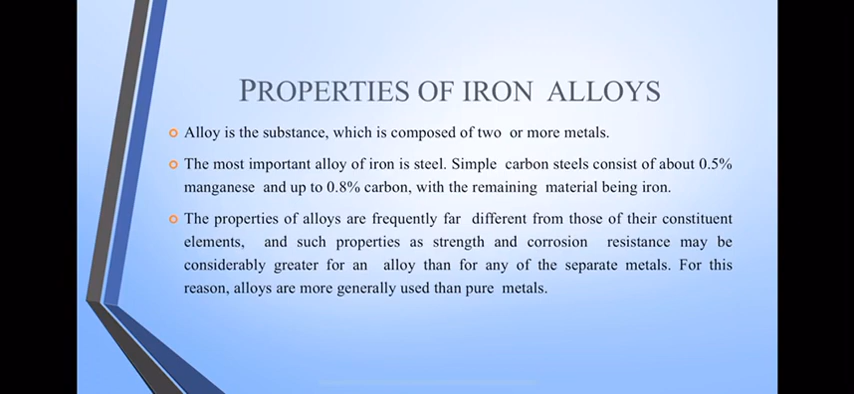 PROPERTIES OF IRON ALLOYS
Alloy is the substance, which is composed of two or more metals.
The most important alloy of iron is steel. Simple carbon steels consist of about 0.5%
manganese and up to 0.8% carbon, with the remaining material being iron.
The properties of alloys are frequently far different from those of their constituent
elements, and such properties as strength and corrosion resistance may be
considerably greater for an alloy than for any of the separate metals. For this
reason, alloys are more generally used than pure metals.